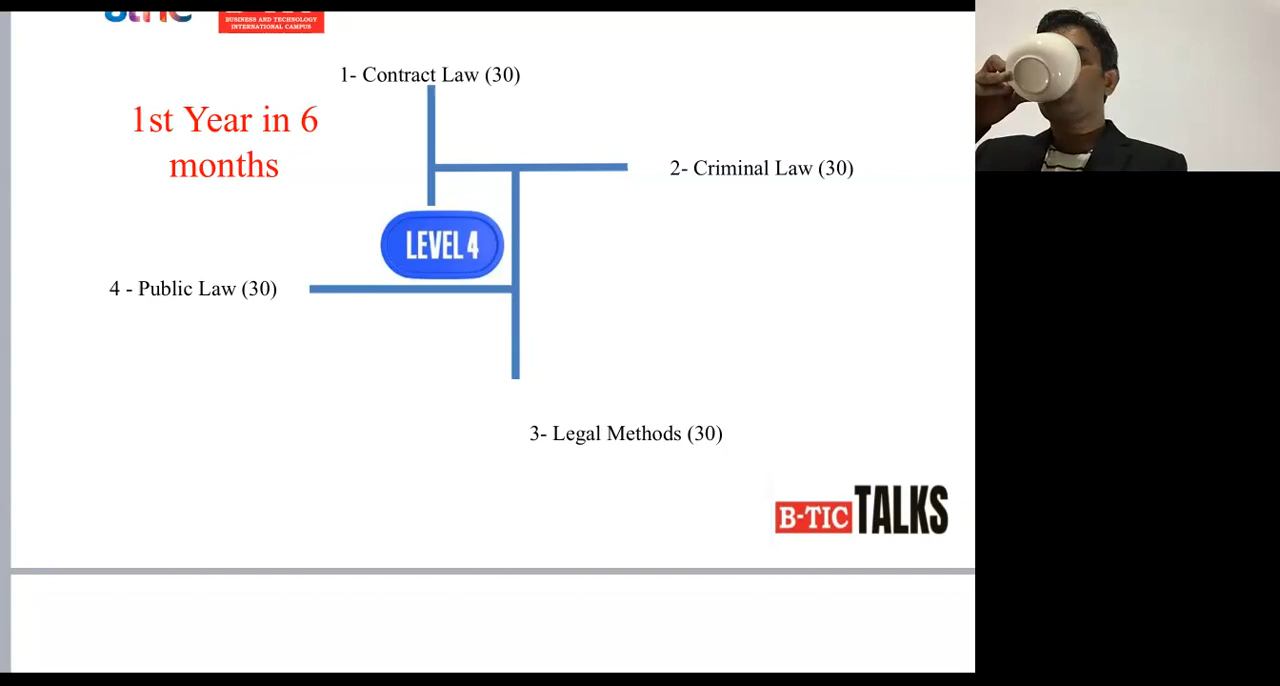 BUSINESS AND TECHNOLOGY
INTERNATIONAL CAMPUS
1- Contract Law (30)
1st Year in 6
months
2- Criminal Law (30)
LEVEL 4
4 - Public Law (30)
3- Legal Methods (30)
B-TIC TALKS